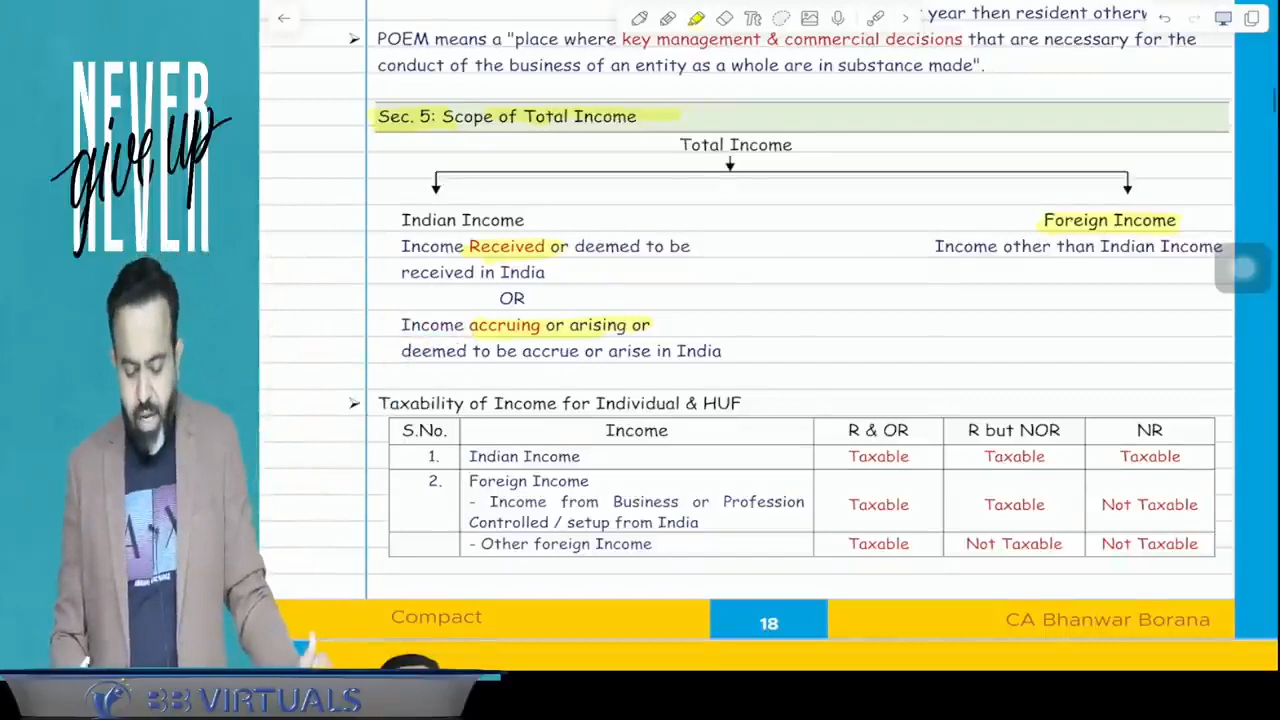 year then resident otherw
➤ POEM means a "place where key management & commercial decisions that are necessary for the
conduct of the business of an entity as a whole are in substance made".
NEVER
give up
NEVER
Sec. 5: Scope of Total Income
Total Income
Indian Income
Foreign Income
Income Received or deemed to be
Income other than Indian Income
received in India
OR
Income accruing or arising or
deemed to be accrue or arise in India
➤ Taxability of Income for Individual & HUF
S.No. Income R & OR R but NOR NR
1. Indian Income Taxable Taxable Taxable
2. Foreign Income
- Income from Business or Profession
Controlled / setup from India Taxable Taxable Not Taxable
- Other foreign Income Taxable Not Taxable Not Taxable
Compact 18 CA Bhanwar Borana
BB VIRTUALS